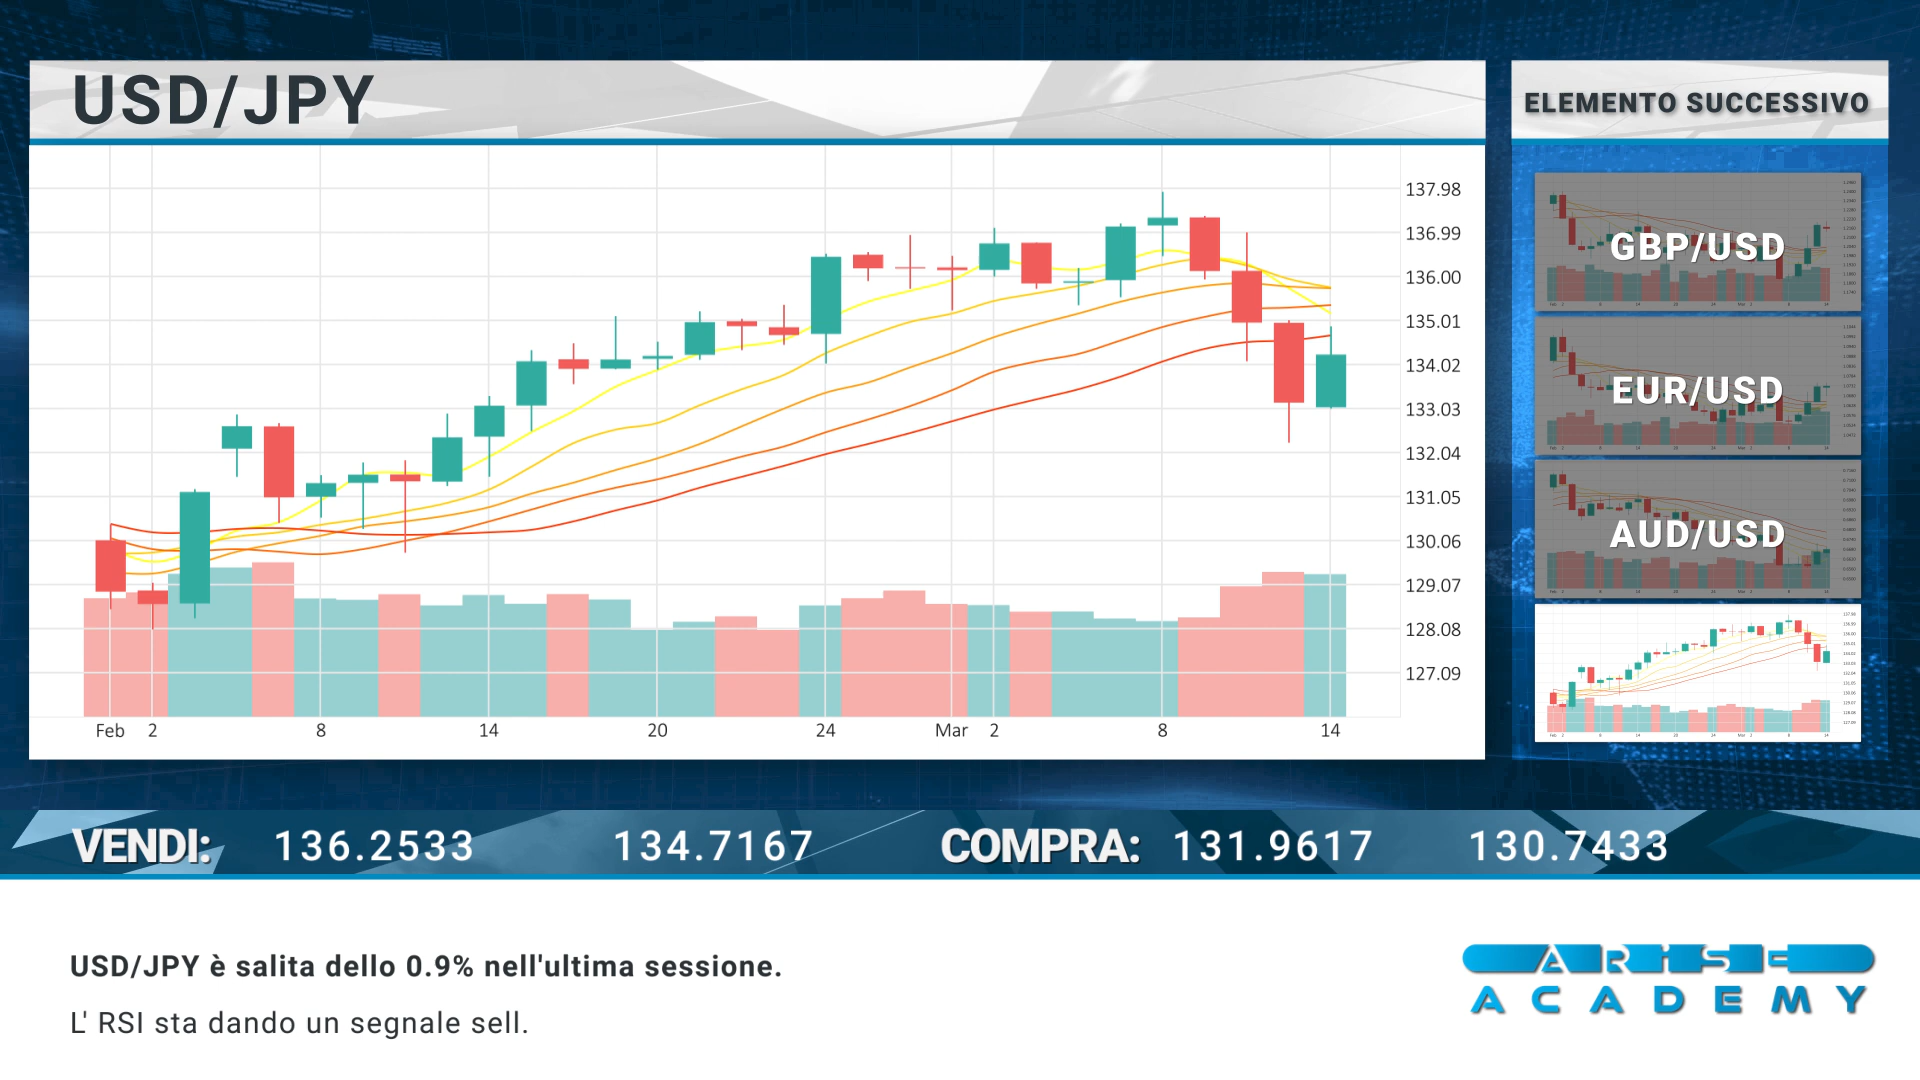 USD/JPY
ELEMENTO SUCCESSIVO
137.98
136.99
136.00
135.01
134.02
133.03
132.04
131.05
130.06
129.07
128.08
127.09
Feb 2 8 14 20 24 Mar 2 8 14
GBP/USD
EUR/USD
AUD/USD
VENDI: 136.2533 134.7167 COMPRA: 131.9617 130.7433
USD/JPY è salita dello 0.9% nell'ultima sessione.
L' RSI sta dando un segnale sell.
ARISE
ACADEMY